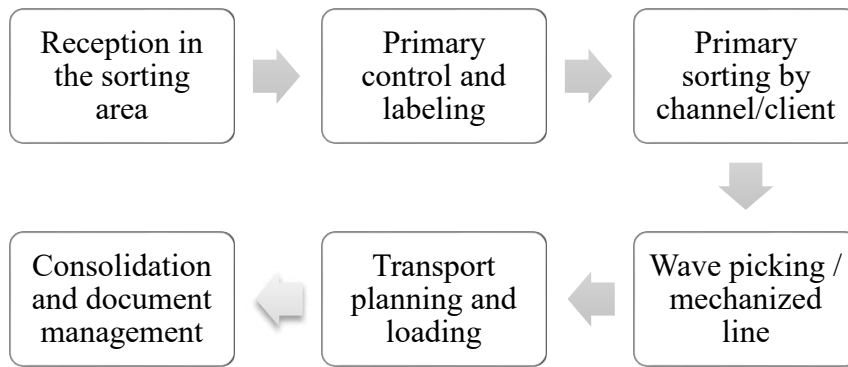 Reception in
the sorting
area
Primary
control and
labeling
Primary
sorting by
channel/client
Wave picking /
mechanized
line
Transport
planning and
loading
Consolidation
and document
management